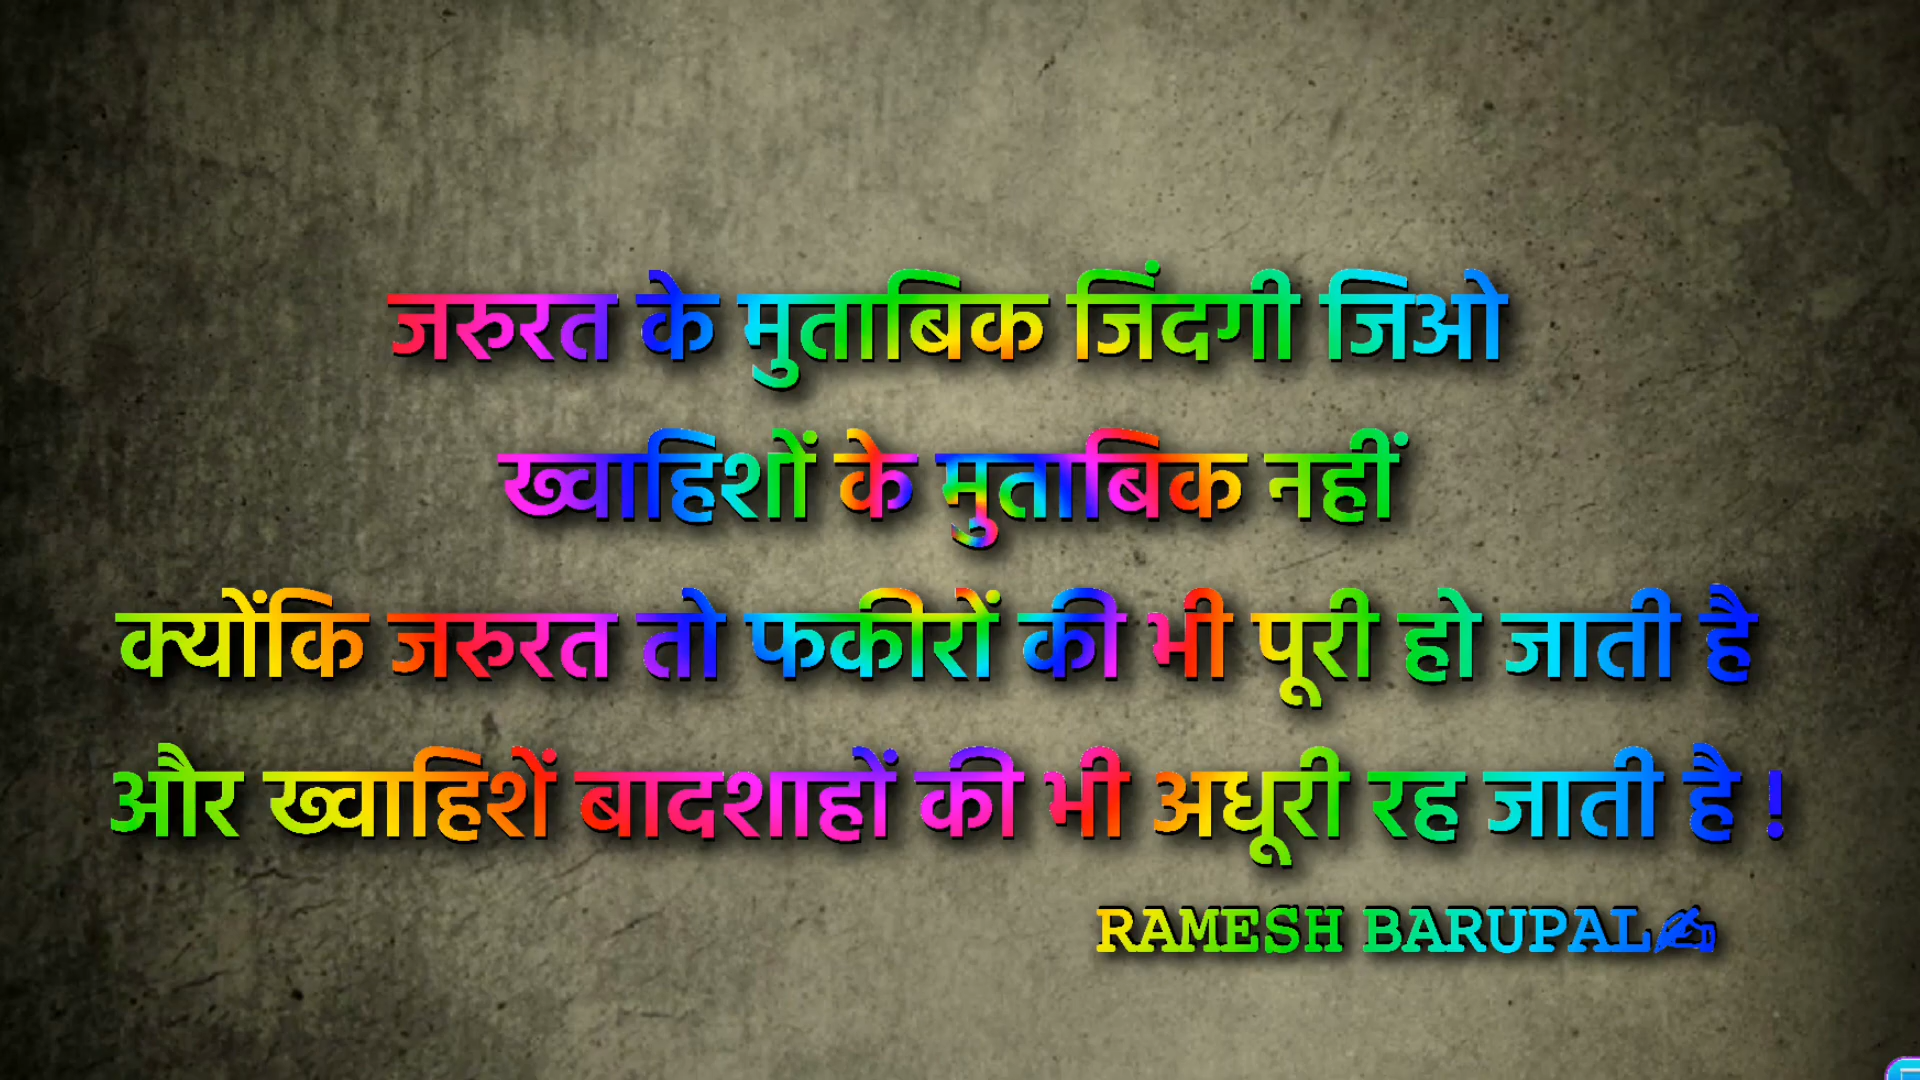 जरुरत के मुताबिक जिंदगी जिओ
ख्वाहिशों के मुताबिक नहीं
क्योंकि जरुरत तो फकीरों की भी पूरी हो जाती है
और ख्वाहिशें बादशाहों की भी अधूरी रह जाती है !
RAMESH BARUPAL✍